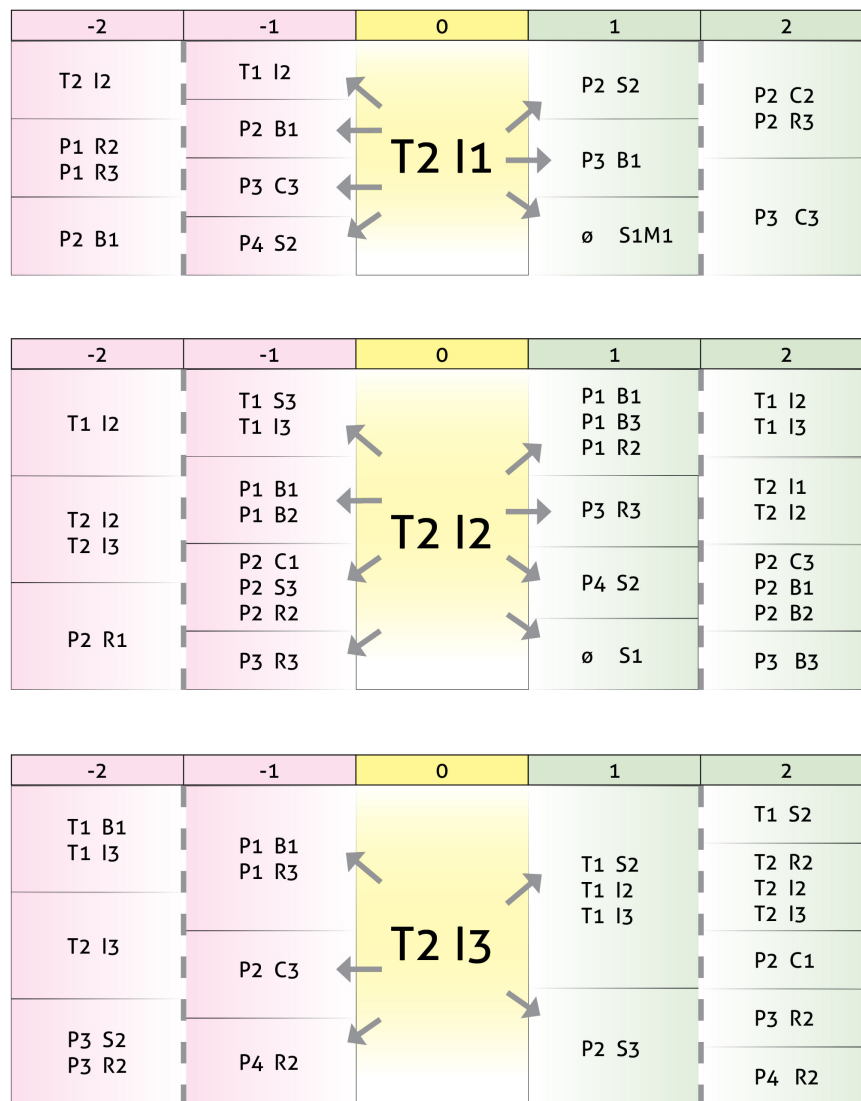 -2 -1 0 1 2
T2 I2
P1 R2
P1 R3
P2 B1
T1 I2
P2 B1
P3 C3
P4 S2
T2 I1
P2 S2
P3 B1
ø S1M1
P2 C2
P2 R3
P3 C3
-2 -1 0 1 2
T1 I2
T2 I2
T2 I3
P2 R1
T1 S3
T1 I3
P1 B1
P1 B2
P2 C1
P2 S3
P2 R2
P3 R3
T2 I2
P1 B1
P1 B3
P1 R2
P3 R3
P4 S2
ø S1
T1 I2
T1 I3
T2 I1
T2 I2
P2 C3
P2 B1
P2 B2
P3 B3
-2 -1 0 1 2
T1 B1
T1 I3
T2 I3
P3 S2
P3 R2
P1 B1
P1 R3
P2 C3
P4 R2
T2 I3
T1 S2
T1 I2
T1 I3
P2 S3
T1 S2
T2 R2
T2 I2
T2 I3
P2 C1
P3 R2
P4 R2